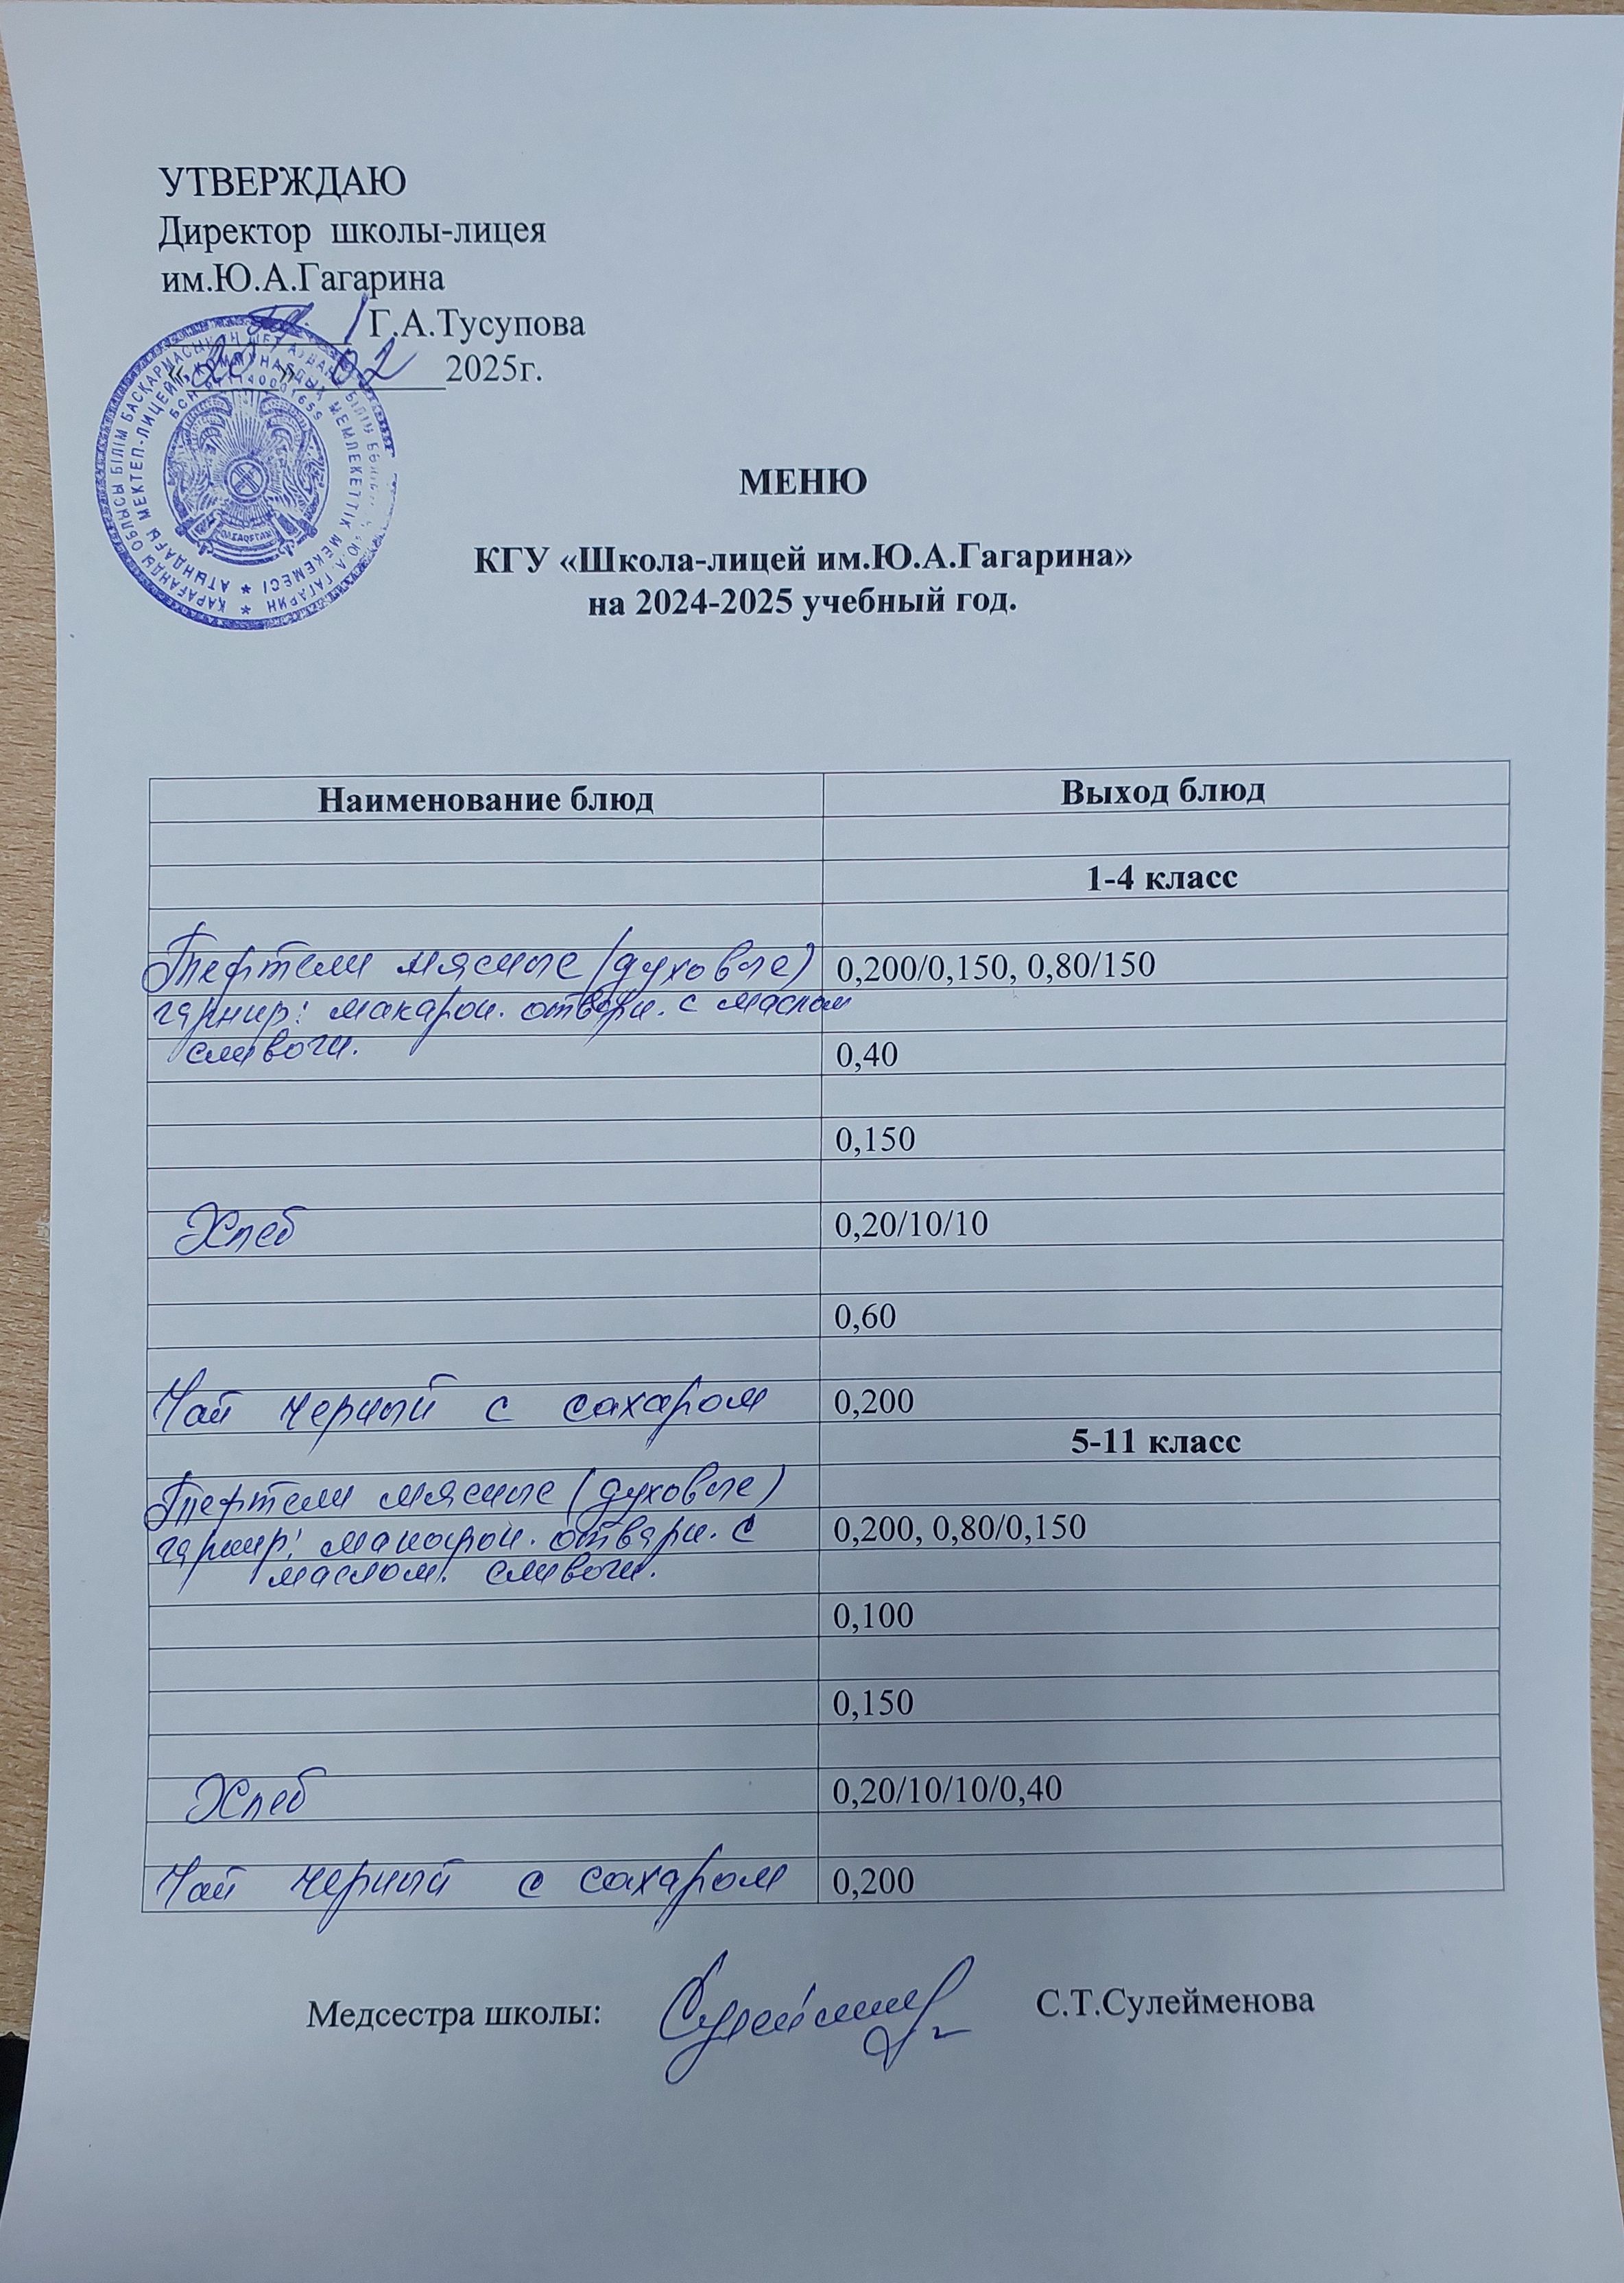 УТВЕРЖДАЮ
Директор школы-лицея
им.Ю.А.Гагарина
Г.А.Тусупова
«20» 02 2025г.
МЕНЮ
КГУ «Школа-лицей им.Ю.А.Гагарина»
на 2024-2025 учебный год.
Наименование блюд Выход блюд
1-4 класс
Тефтели мясные (духовые) 0,200/0,150, 0,80/150
гарнир: макарон. отварн. с маслом
сливочн. 0,40
0,150
Хлеб 0,20/10/10
0,60
Чай черный с сахаром 0,200
5-11 класс
Тефтели мясные (духовые)
гарнир: макарон. отварн. с 0,200, 0,80/0,150
маслом. сливочн.
0,100
0,150
Хлеб 0,20/10/10/0,40
Чай черный с сахаром 0,200
Медсестра школы: С.Т.Сулейменова